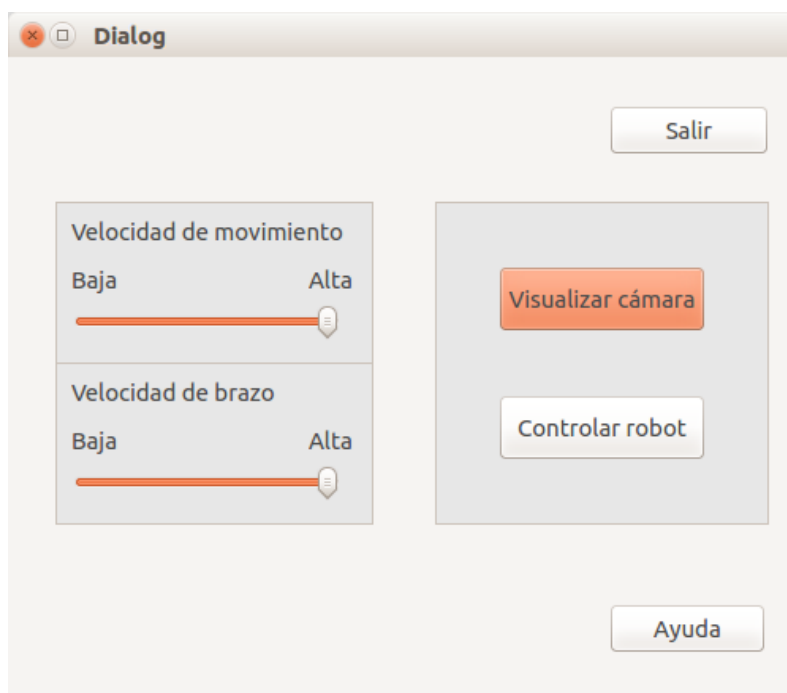 Dialog
Salir
Velocidad de movimiento
Baja Alta
Velocidad de brazo
Baja Alta
Visualizar cámara
Controlar robot
Ayuda